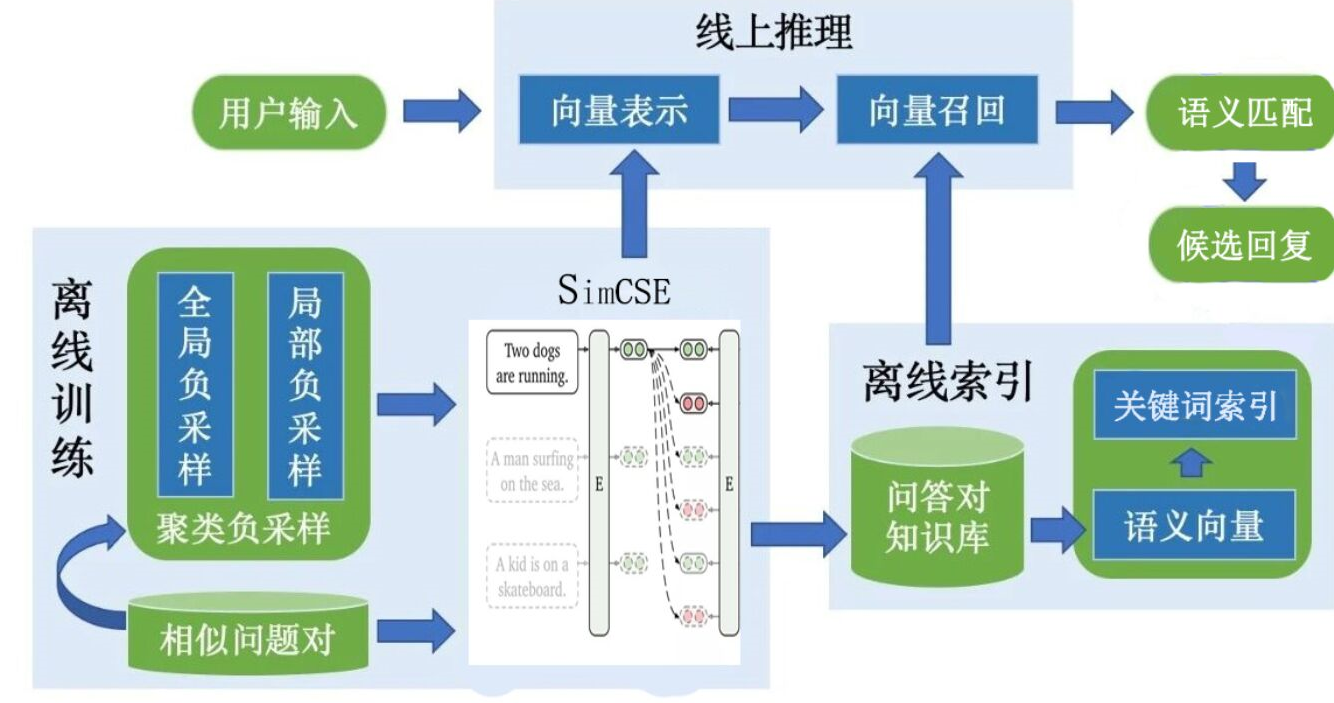 线上推理
用户输入
向量表示
向量召回
语义匹配
候选回复
离线训练
全局负采样
局部负采样
聚类负采样
相似问题对
SimCSE
Two dogs
are running.
A man surfing
on the sea.
A kid is on a
skateboard.
E
E
离线索引
问答对
知识库
关键词索引
语义向量